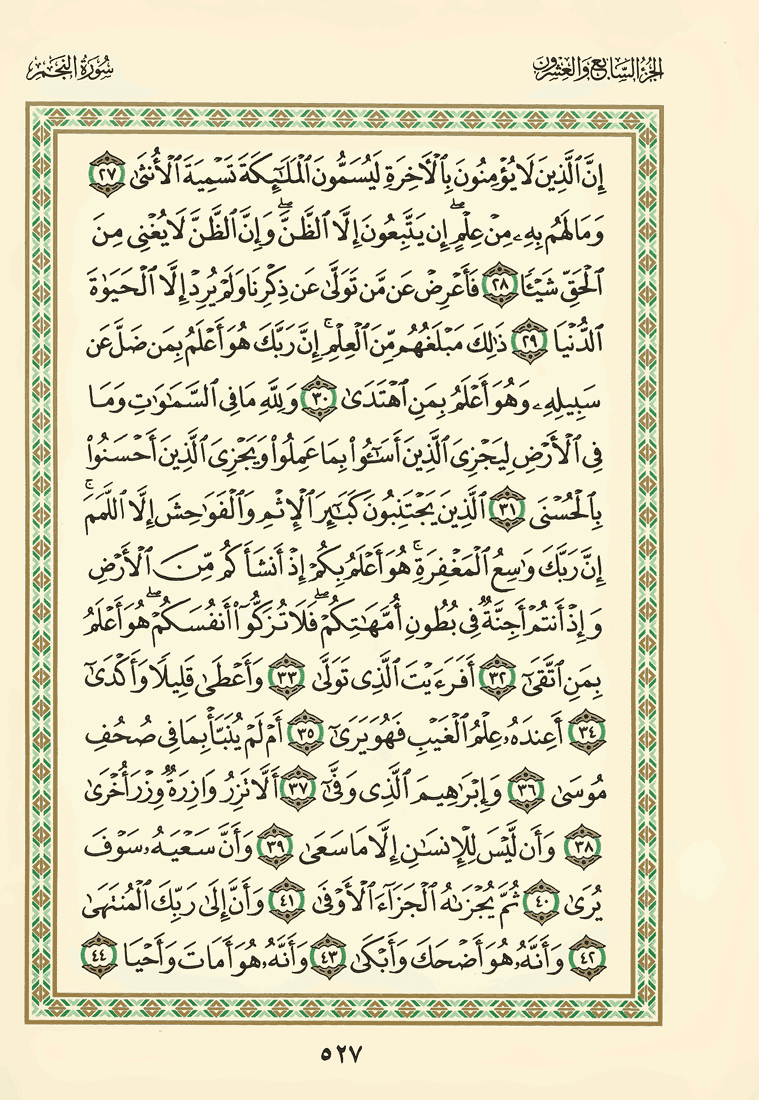 الجزء السابع والعشرون
سورة النجم
إِنَّ ٱلَّذِينَ لَا يُؤْمِنُونَ بِٱلْـَٔاخِرَةِ لَيُسَمُّونَ ٱلْمَلَـٰٓئِكَةَ تَسْمِيَةَ ٱلْأُنثَىٰ ٢٧
وَمَا لَهُم بِهِۦ مِنْ عِلْمٍ ۖ إِن يَتَّبِعُونَ إِلَّا ٱلظَّنَّ ۖ وَإِنَّ ٱلظَّنَّ لَا يُغْنِى مِنَ
ٱلْحَقِّ شَيْـًٔا ٢٨ فَأَعْرِضْ عَن مَّن تَوَلَّىٰ عَن ذِكْرِنَا وَلَمْ يُرِدْ إِلَّا ٱلْحَيَوٰةَ
ٱلدُّنْيَا ٢٩ ذَٰلِكَ مَبْلَغُهُم مِّنَ ٱلْعِلْمِ ۚ إِنَّ رَبَّكَ هُوَ أَعْلَمُ بِمَن ضَلَّ عَن
سَبِيلِهِۦ وَهُوَ أَعْلَمُ بِمَنِ ٱهْتَدَىٰ ٣٠ وَلِلَّهِ مَا فِى ٱلسَّمَـٰوَٰتِ وَمَا
فِى ٱلْأَرْضِ لِيَجْزِىَ ٱلَّذِينَ أَسَـٰٓـُٔوا۟ بِمَا عَمِلُوا۟ وَيَجْزِىَ ٱلَّذِينَ أَحْسَنُوا۟
بِٱلْحُسْنَى ٣١ ٱلَّذِينَ يَجْتَنِبُونَ كَبَـٰٓئِرَ ٱلْإِثْمِ وَٱلْفَوَٰحِشَ إِلَّا ٱللَّمَمَ ۚ
إِنَّ رَبَّكَ وَٰسِعُ ٱلْمَغْفِرَةِ ۚ هُوَ أَعْلَمُ بِكُمْ إِذْ أَنشَأَكُم مِّنَ ٱلْأَرْضِ
وَإِذْ أَنتُمْ أَجِنَّةٌ فِى بُطُونِ أُمَّهَـٰتِكُمْ ۖ فَلَا تُزَكُّوٓا۟ أَنفُسَكُمْ ۖ هُوَ أَعْلَمُ
بِمَنِ ٱتَّقَىٰٓ ٣٢ أَفَرَءَيْتَ ٱلَّذِى تَوَلَّىٰ ٣٣ وَأَعْطَىٰ قَلِيلًا وَأَكْدَىٰٓ
٣٤ أَعِندَهُۥ عِلْمُ ٱلْغَيْبِ فَهُوَ يَرَىٰٓ ٣٥ أَمْ لَمْ يُنَبَّأْ بِمَا فِى صُحُفِ
مُوسَىٰ ٣٦ وَإِبْرَٰهِيمَ ٱلَّذِى وَفَّىٰٓ ٣٧ أَلَّا تَزِرُ وَازِرَةٌ وِزْرَ أُخْرَىٰ
٣٨ وَأَن لَّيْسَ لِلْإِنسَـٰنِ إِلَّا مَا سَعَىٰ ٣٩ وَأَنَّ سَعْيَهُۥ سَوْفَ
يُرَىٰ ٤٠ ثُمَّ يُجْزَىٰهُ ٱلْجَزَآءَ ٱلْأَوْفَىٰ ٤١ وَأَنَّ إِلَىٰ رَبِّكَ ٱلْمُنتَهَىٰ
٤٢ وَأَنَّهُۥ هُوَ أَضْحَكَ وَأَبْكَىٰ ٤٣ وَأَنَّهُۥ هُوَ أَمَاتَ وَأَحْيَا ٤٤
٥٢٧